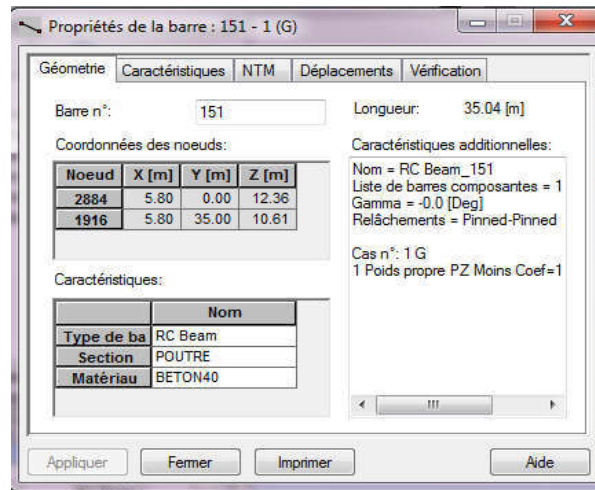 Propriétés de la barre : 151 - 1 (G)
Géometrie Caractéristiques NTM Déplacements Vérification
Barre n°: 151
Longueur: 35.04 [m]
Coordonnées des noeuds:
Noeud X [m] Y [m] Z [m]
2884 5.80 0.00 12.36
1916 5.80 35.00 10.61
Caractéristiques additionnelles:
Nom = RC Beam_151
Liste de barres composantes = 1
Gamma = -0.0 [Deg]
Relâchements = Pinned-Pinned
Cas n°: 1 G
1 Poids propre PZ Moins Coef=1
Caractéristiques:
Nom
Type de ba RC Beam
Section POUTRE
Matériau BETON40
Appliquer Fermer Imprimer Aide